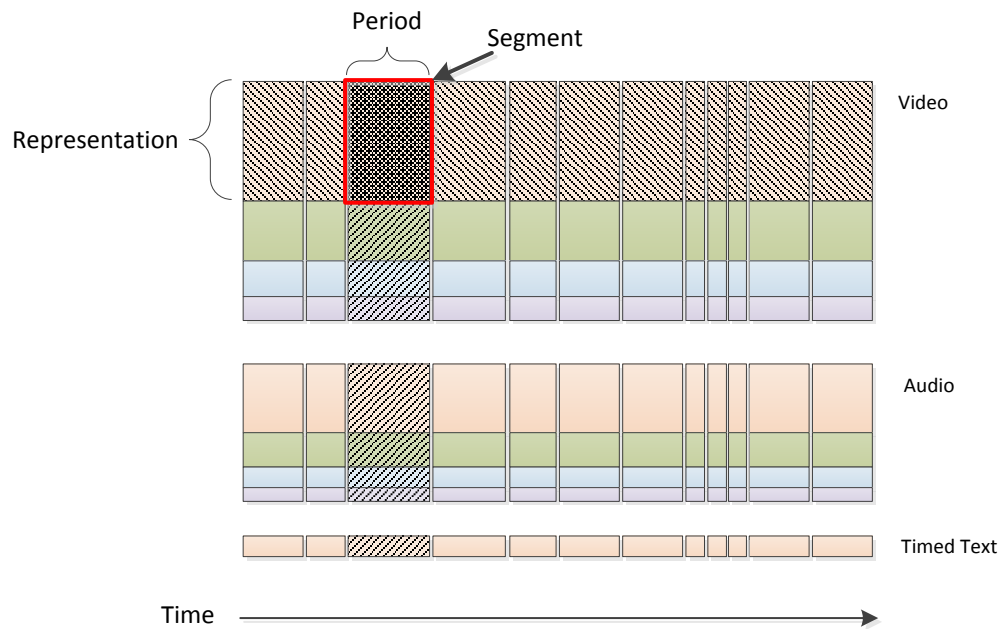 Period
Segment
Video
Representation
Audio
Timed Text
Time